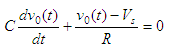 C dv₀(t)/dt + (v₀(t) − Vₛ)/R = 0